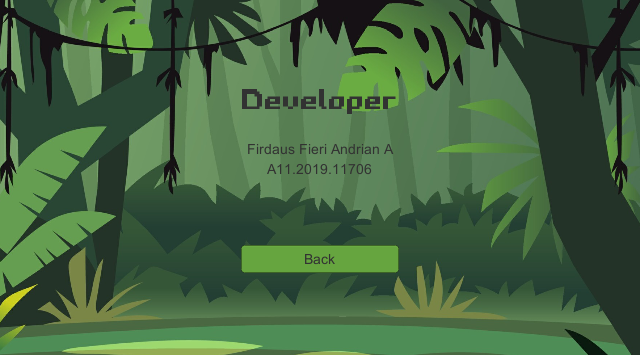 Developer
Firdaus Fieri Andrian A
A11.2019.11706
Back